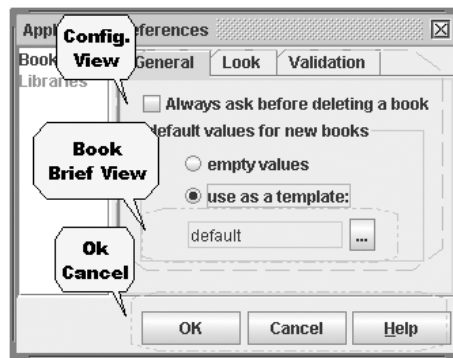 Appl
ferences
Config.
View
Book
Libraries
General
Look
Validation
Always ask before deleting a book
default values for new books
Book
Brief View
empty values
use as a template:
default
...
Ok
Cancel
OK
Cancel
Help